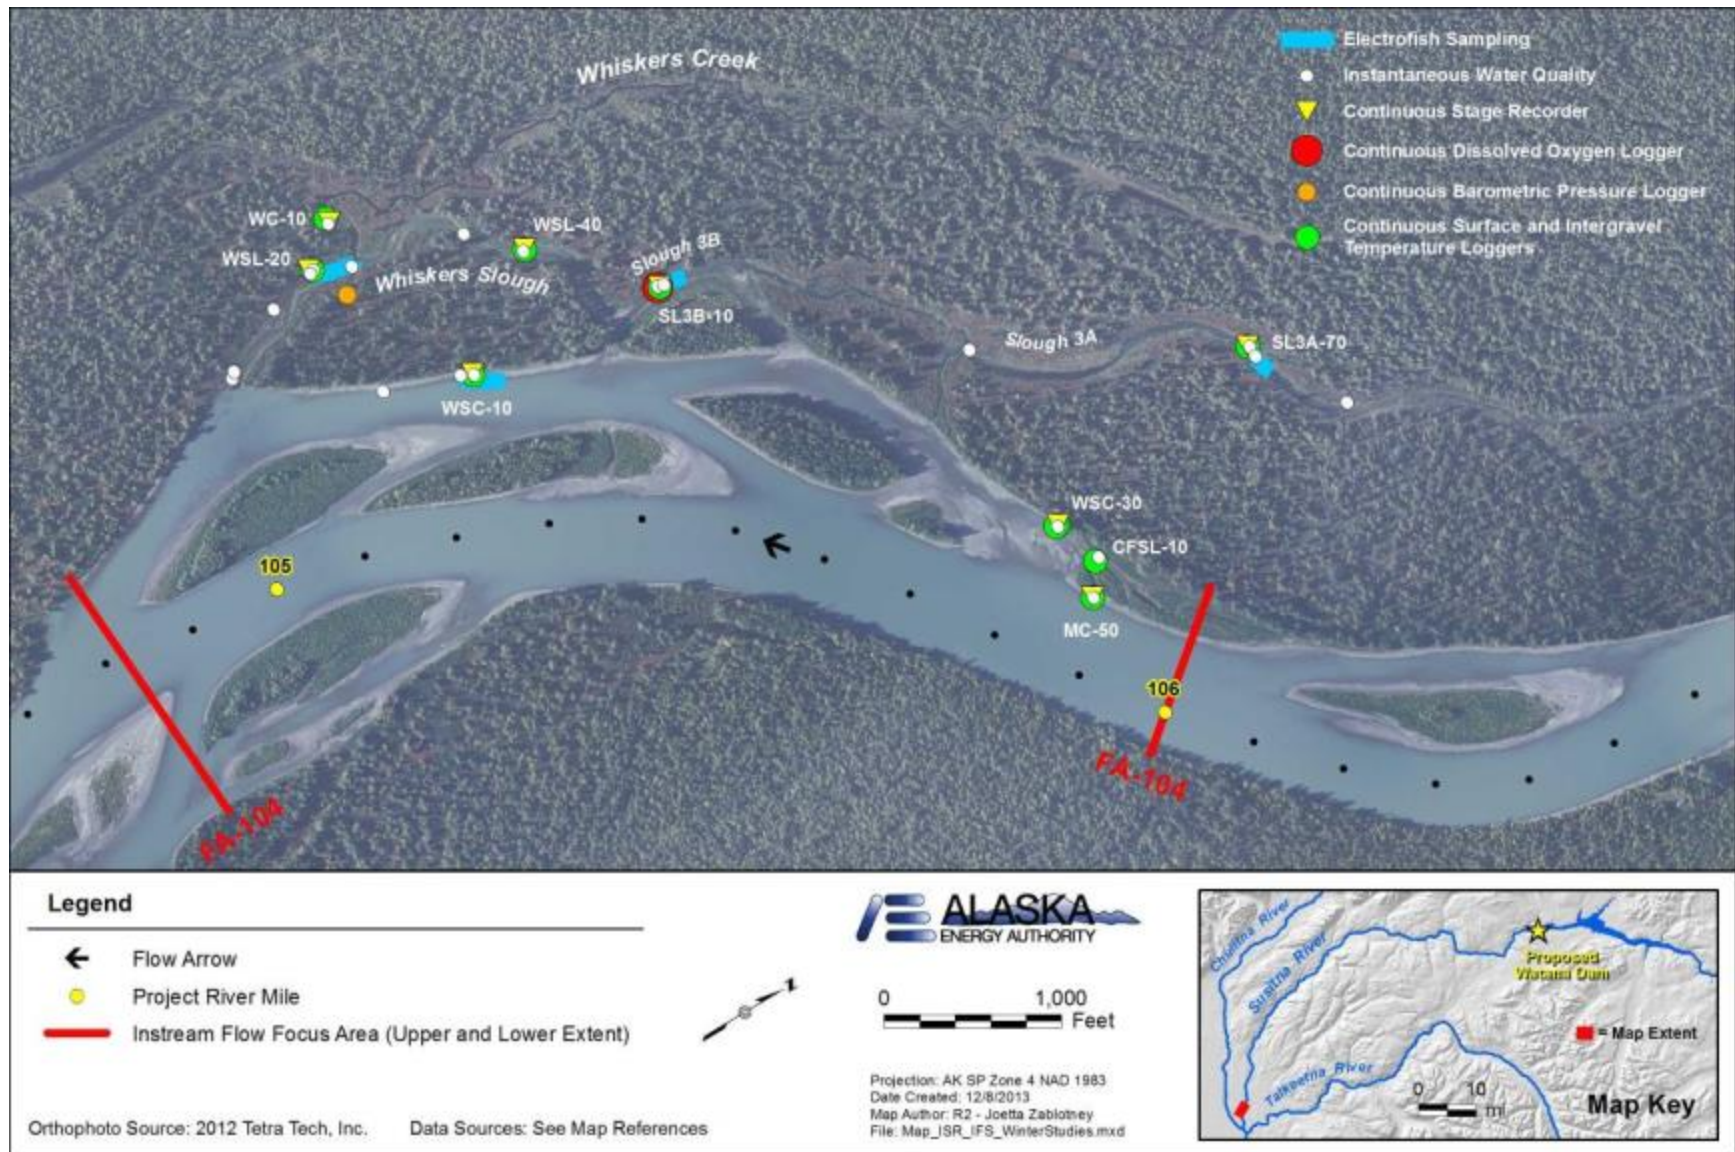 Whiskers Creek
Electrofish Sampling
Instantaneous Water Quality
Continuous Stage Recorder
Continuous Dissolved Oxygen Logger
Continuous Barometric Pressure Logger
Continuous Surface and Intergravel
Temperature Loggers
WC-10
WSL-40
WSL-20
Whiskers Slough
Slough 3B
SL3B-10
Slough 3A
SL3A-70
WSC-10
WSC-30
CFSL-10
MC-50
105
106
FA-104
FA-104
Legend
Flow Arrow
Project River Mile
Instream Flow Focus Area (Upper and Lower Extent)
Orthophoto Source: 2012 Tetra Tech, Inc.
Data Sources: See Map References
ALASKA
ENERGY AUTHORITY
N
0 1,000
Feet
Projection: AK SP Zone 4 NAD 1983
Date Created: 12/8/2013
Map Author: R2 - Joetta Zablotney
File: Map_ISR_IFS_WinterStudies.mxd
Chulitna River
Susitna River
Talkeetna River
Proposed
Watana Dam
= Map Extent
0 10
mi
Map Key